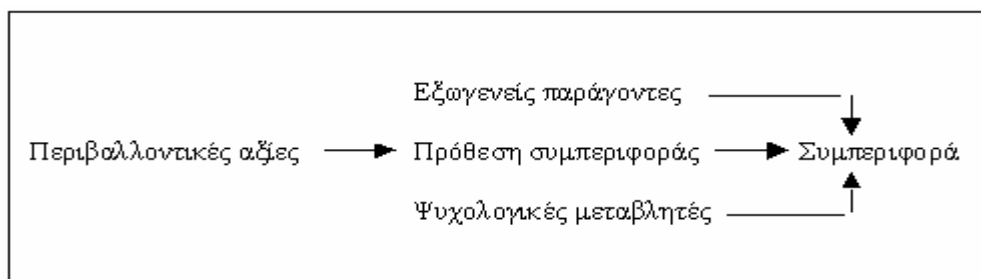 Εξωγενείς παράγοντες
Περιβαλλοντικές αξίες Πρόθεση συμπεριφοράς Συμπεριφορά
Ψυχολογικές μεταβλητές